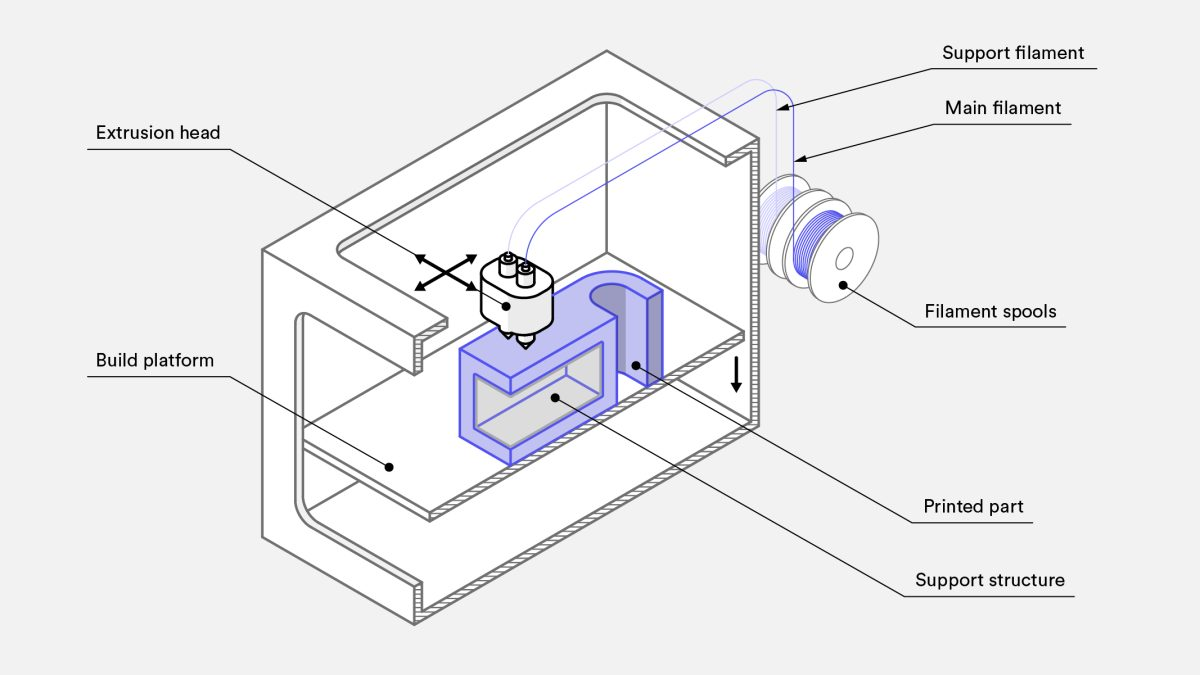 Support filament
Main filament
Extrusion head
Filament spools
Build platform
Printed part
Support structure